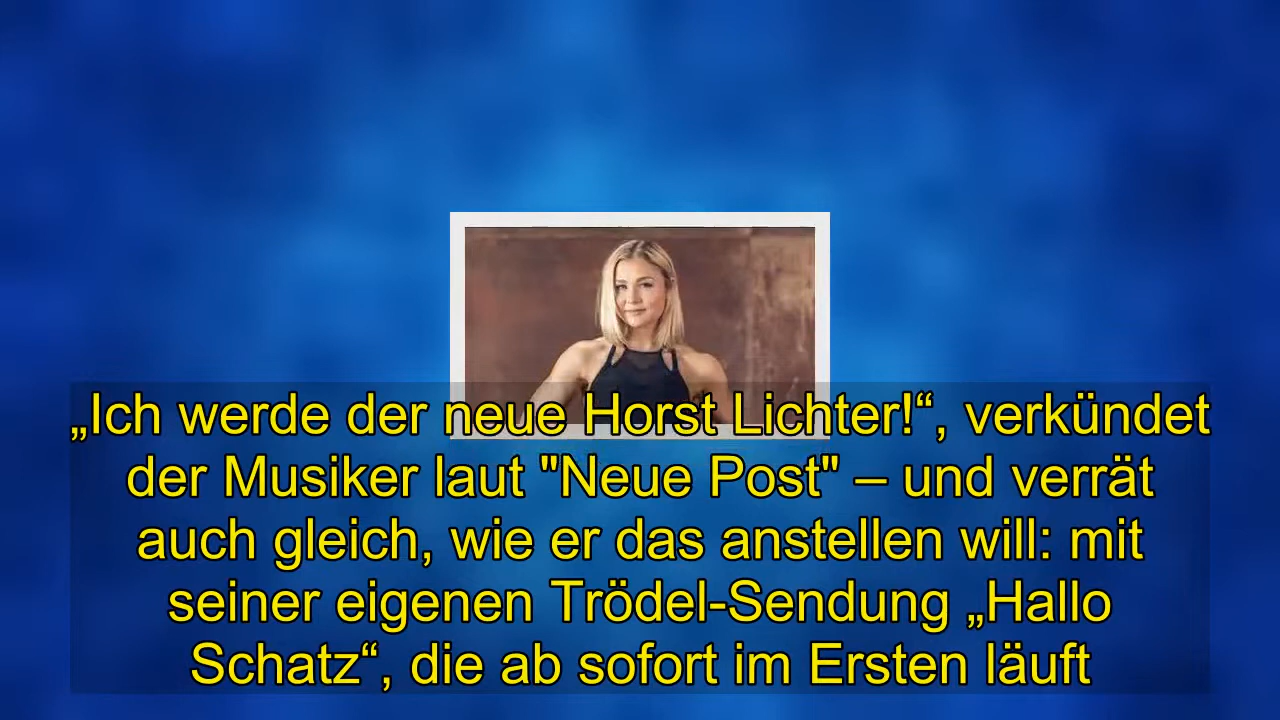 „Ich werde der neue Horst Lichter!“, verkündet
der Musiker laut "Neue Post" – und verrät
auch gleich, wie er das anstellen will: mit
seiner eigenen Trödel-Sendung „Hallo
Schatz“, die ab sofort im Ersten läuft